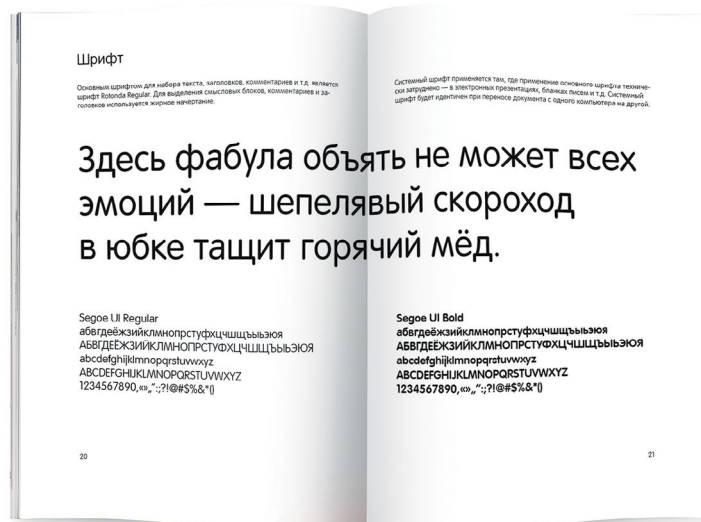 Шрифт
Основным шрифтом для набора текста, заголовков, комментариев и т.д. является
шрифт Rotonda Regular. Для выделения смысловых блоков, комментариев и за-
головков используется жирное начертание.
Системный шрифт применяется там, где применение основного шрифта техниче-
ски затруднено — в электронных презентациях, бланках писем и т.д. Системный
шрифт будет идентичен при переносе документа с одного компьютера на другой.
Здесь фабула объять не может всех
эмоций — шепелявый скороход
в юбке тащит горячий мёд.
Segoe UI Regular
абвгдеёжзийклмнопрстуфхцчшщъыьэюя
АБВГДЕЁЖЗИЙКЛМНОПРСТУФХЦЧШЩЪЫЬЭЮЯ
abcdefghijklmnopqrstuvwxyz
ABCDEFGHIJKLMNOPQRSTUVWXYZ
1234567890,«»„“:;?!@#$%&*()
Segoe UI Bold
абвгдеёжзийклмнопрстуфхцчшщъыьэюя
АБВГДЕЁЖЗИЙКЛМНОПРСТУФХЦЧШЩЪЫЬЭЮЯ
abcdefghijklmnopqrstuvwxyz
ABCDEFGHIJKLMNOPQRSTUVWXYZ
1234567890,«»„“:;?!@#$%&*()
20
21